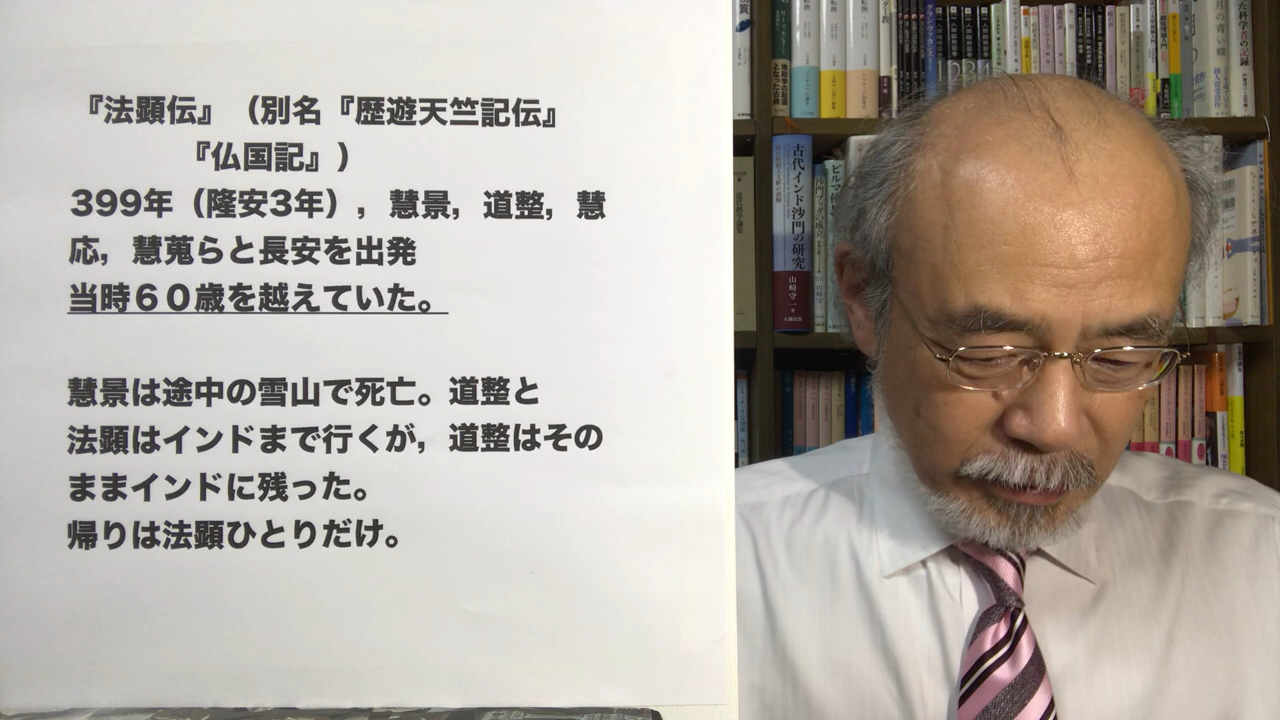 『法顕伝』（別名『歴遊天竺記伝』
『仏国記』）
399年（隆安3年），慧景，道整，慧
応，慧蒐らと長安を出発
当時６０歳を越えていた。
慧景は途中の雪山で死亡。道整と
法顕はインドまで行くが，道整はその
ままインドに残った。
帰りは法顕ひとりだけ。
古代インド沙門の研究
山崎守一 著